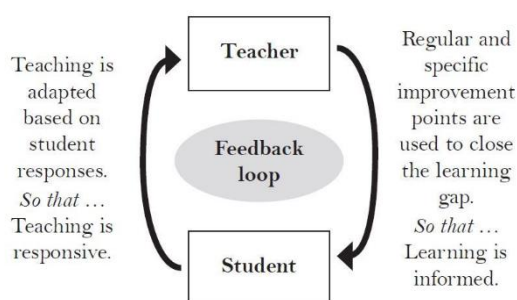 Teacher
Teaching is
adapted
based on
student
responses.
So that …
Teaching is
responsive.
Feedback
loop
Regular and
specific
improvement
points are
used to close
the learning
gap.
So that …
Learning is
informed.
Student